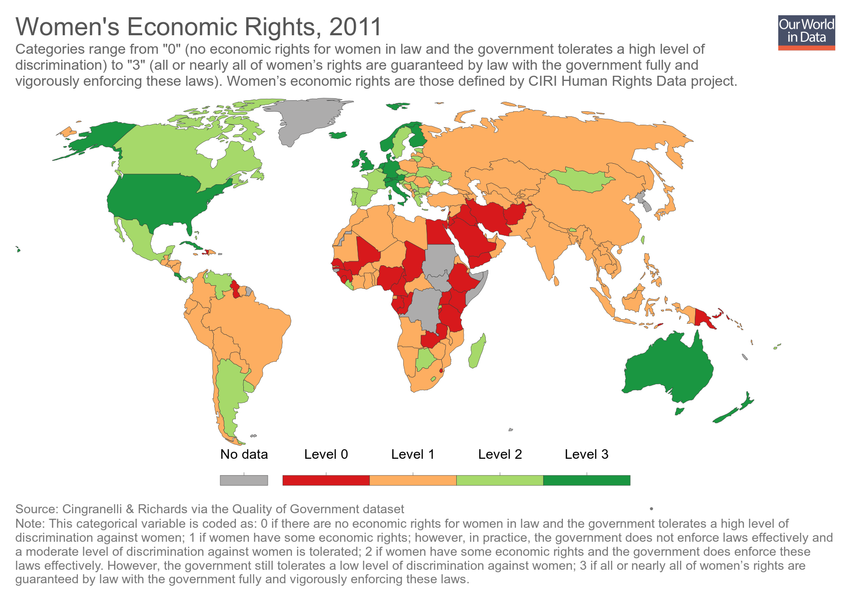 Women's Economic Rights, 2011
Our World
in Data
Categories range from "0" (no economic rights for women in law and the government tolerates a high level of
discrimination) to "3" (all or nearly all of women's rights are guaranteed by law with the government fully and
vigorously enforcing these laws). Women's economic rights are those defined by CIRI Human Rights Data project.
No data
Level 0
Level 1
Level 2
Level 3
Source: Cingranelli & Richards via the Quality of Government dataset
Note: This categorical variable is coded as: 0 if there are no economic rights for women in law and the government tolerates a high level of
discrimination against women; 1 if women have some economic rights; however, in practice, the government does not enforce laws effectively and
a moderate level of discrimination against women is tolerated; 2 if women have some economic rights and the government does enforce these
laws effectively. However, the government still tolerates a low level of discrimination against women; 3 if all or nearly all of women's rights are
guaranteed by law with the government fully and vigorously enforcing these laws.